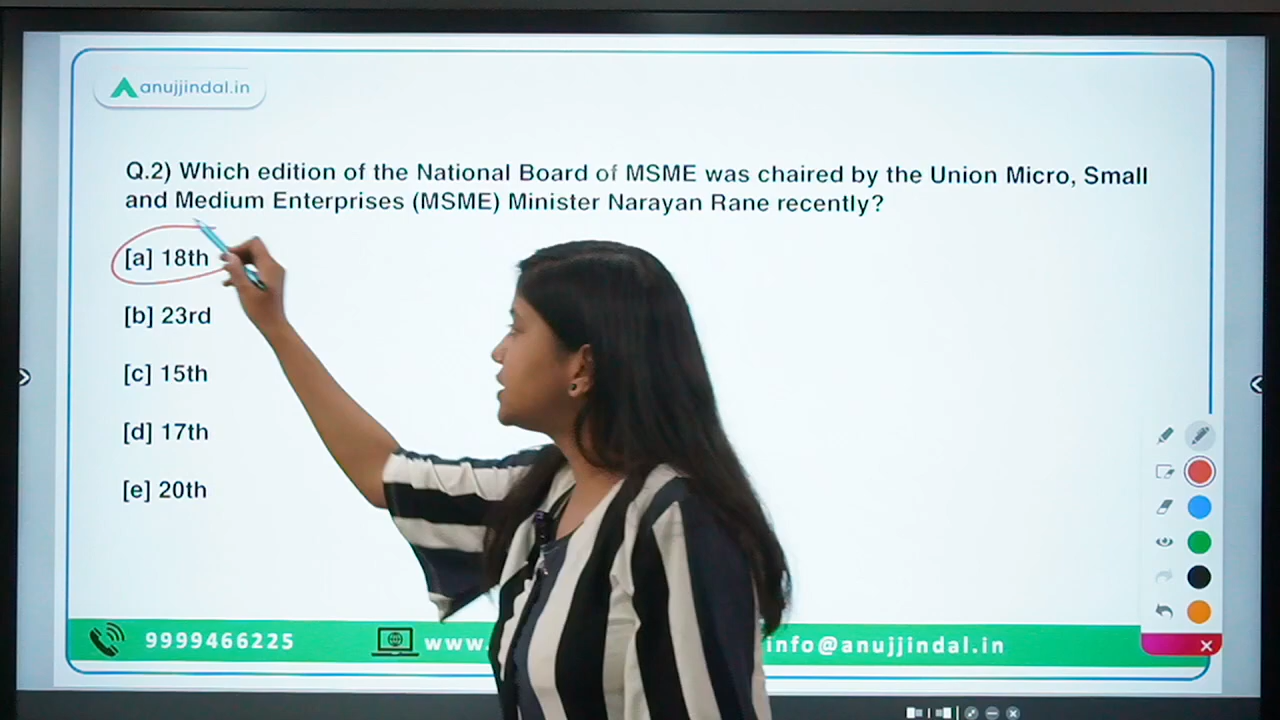 anujjindal.in
Q.2) Which edition of the National Board of MSME was chaired by the Union Micro, Small
and Medium Enterprises (MSME) Minister Narayan Rane recently?
[a] 18th
[b] 23rd
[c] 15th
[d] 17th
[e] 20th
9999466225 www. info@anujjindal.in